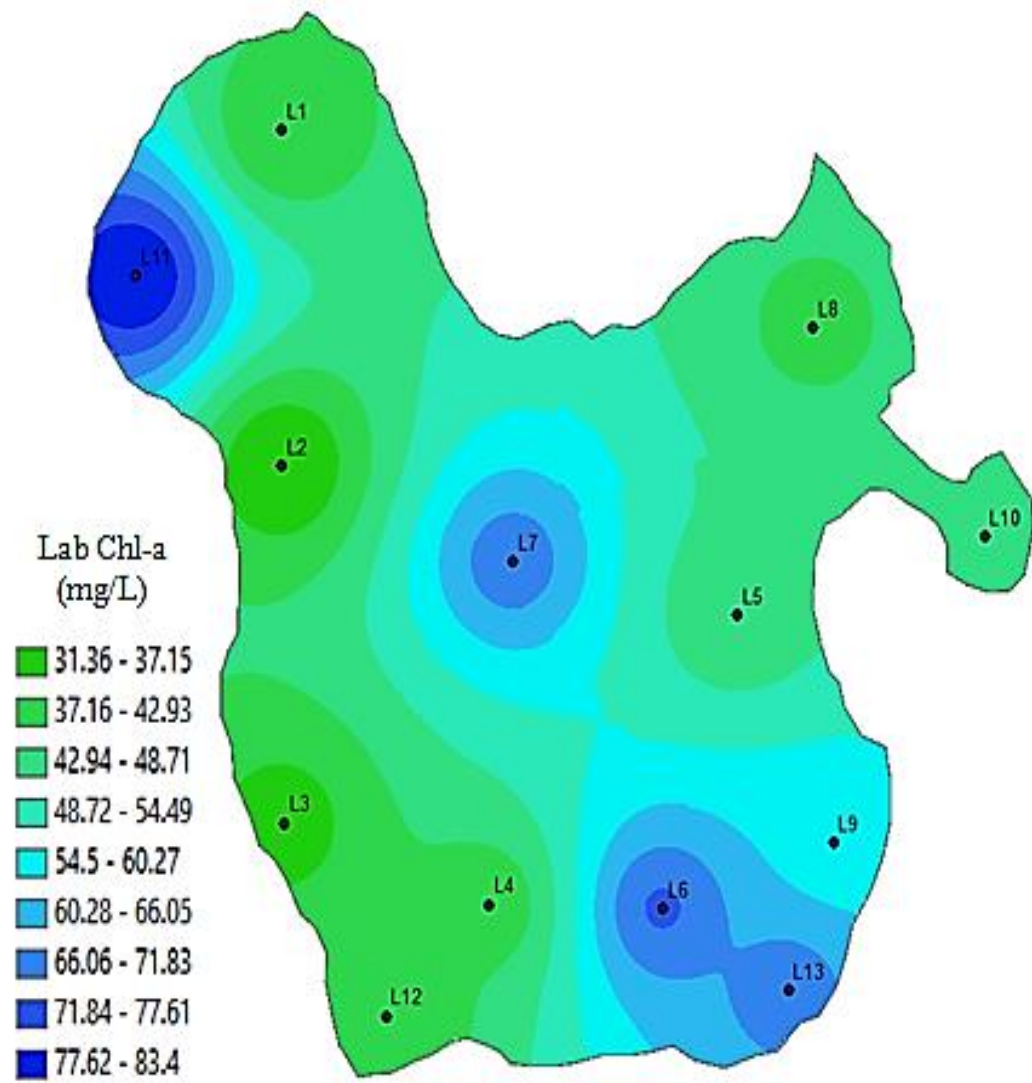 L1
L11
L8
L2
L10
L7
L5
Lab Chl-a
(mg/L)
31.36 - 37.15
37.16 - 42.93
42.94 - 48.71
48.72 - 54.49
54.5 - 60.27
60.28 - 66.05
66.06 - 71.83
71.84 - 77.61
77.62 - 83.4
L3
L9
L4
L6
L13
L12